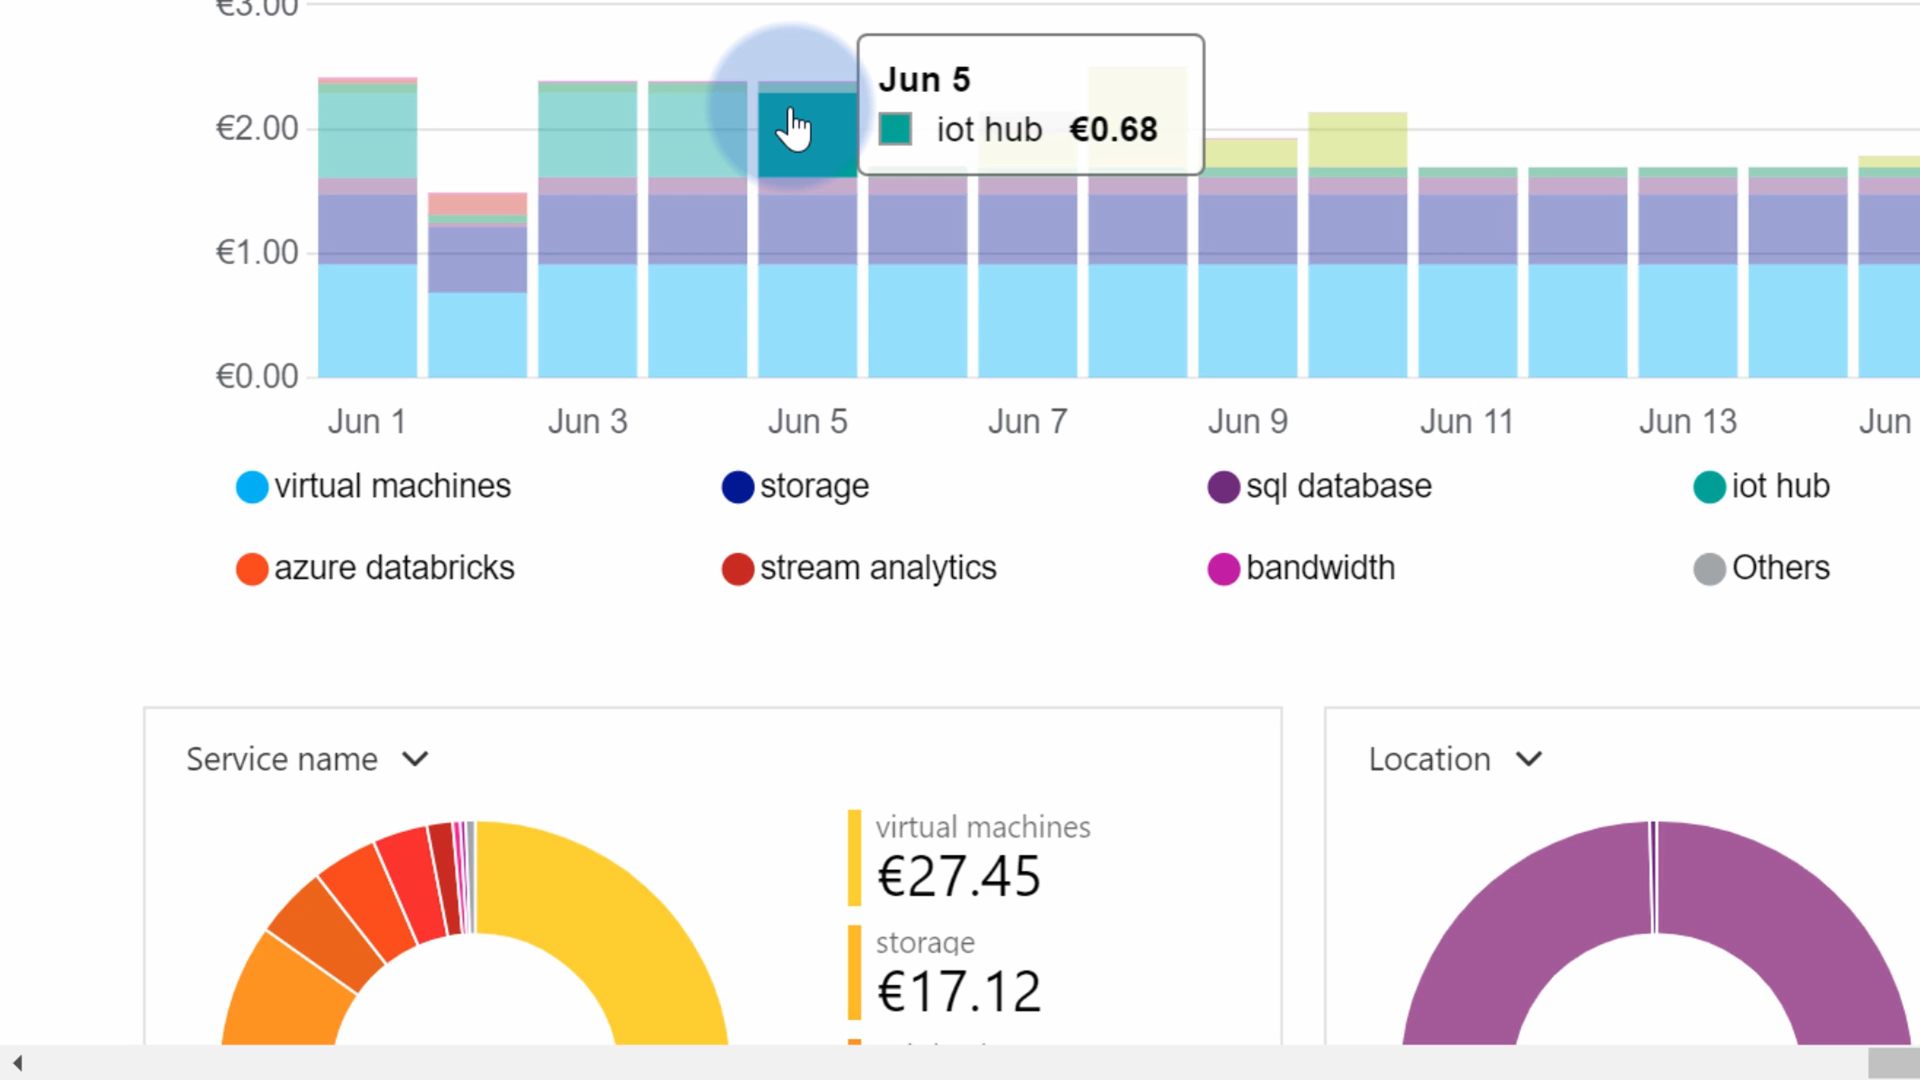 €3.00
Jun 5
iot hub €0.68
€2.00
€1.00
€0.00
Jun 1 Jun 3 Jun 5 Jun 7 Jun 9 Jun 11 Jun 13 Jun
virtual machines storage sql database iot hub
azure databricks stream analytics bandwidth Others
Service name Location
virtual machines
€27.45
storage
€17.12